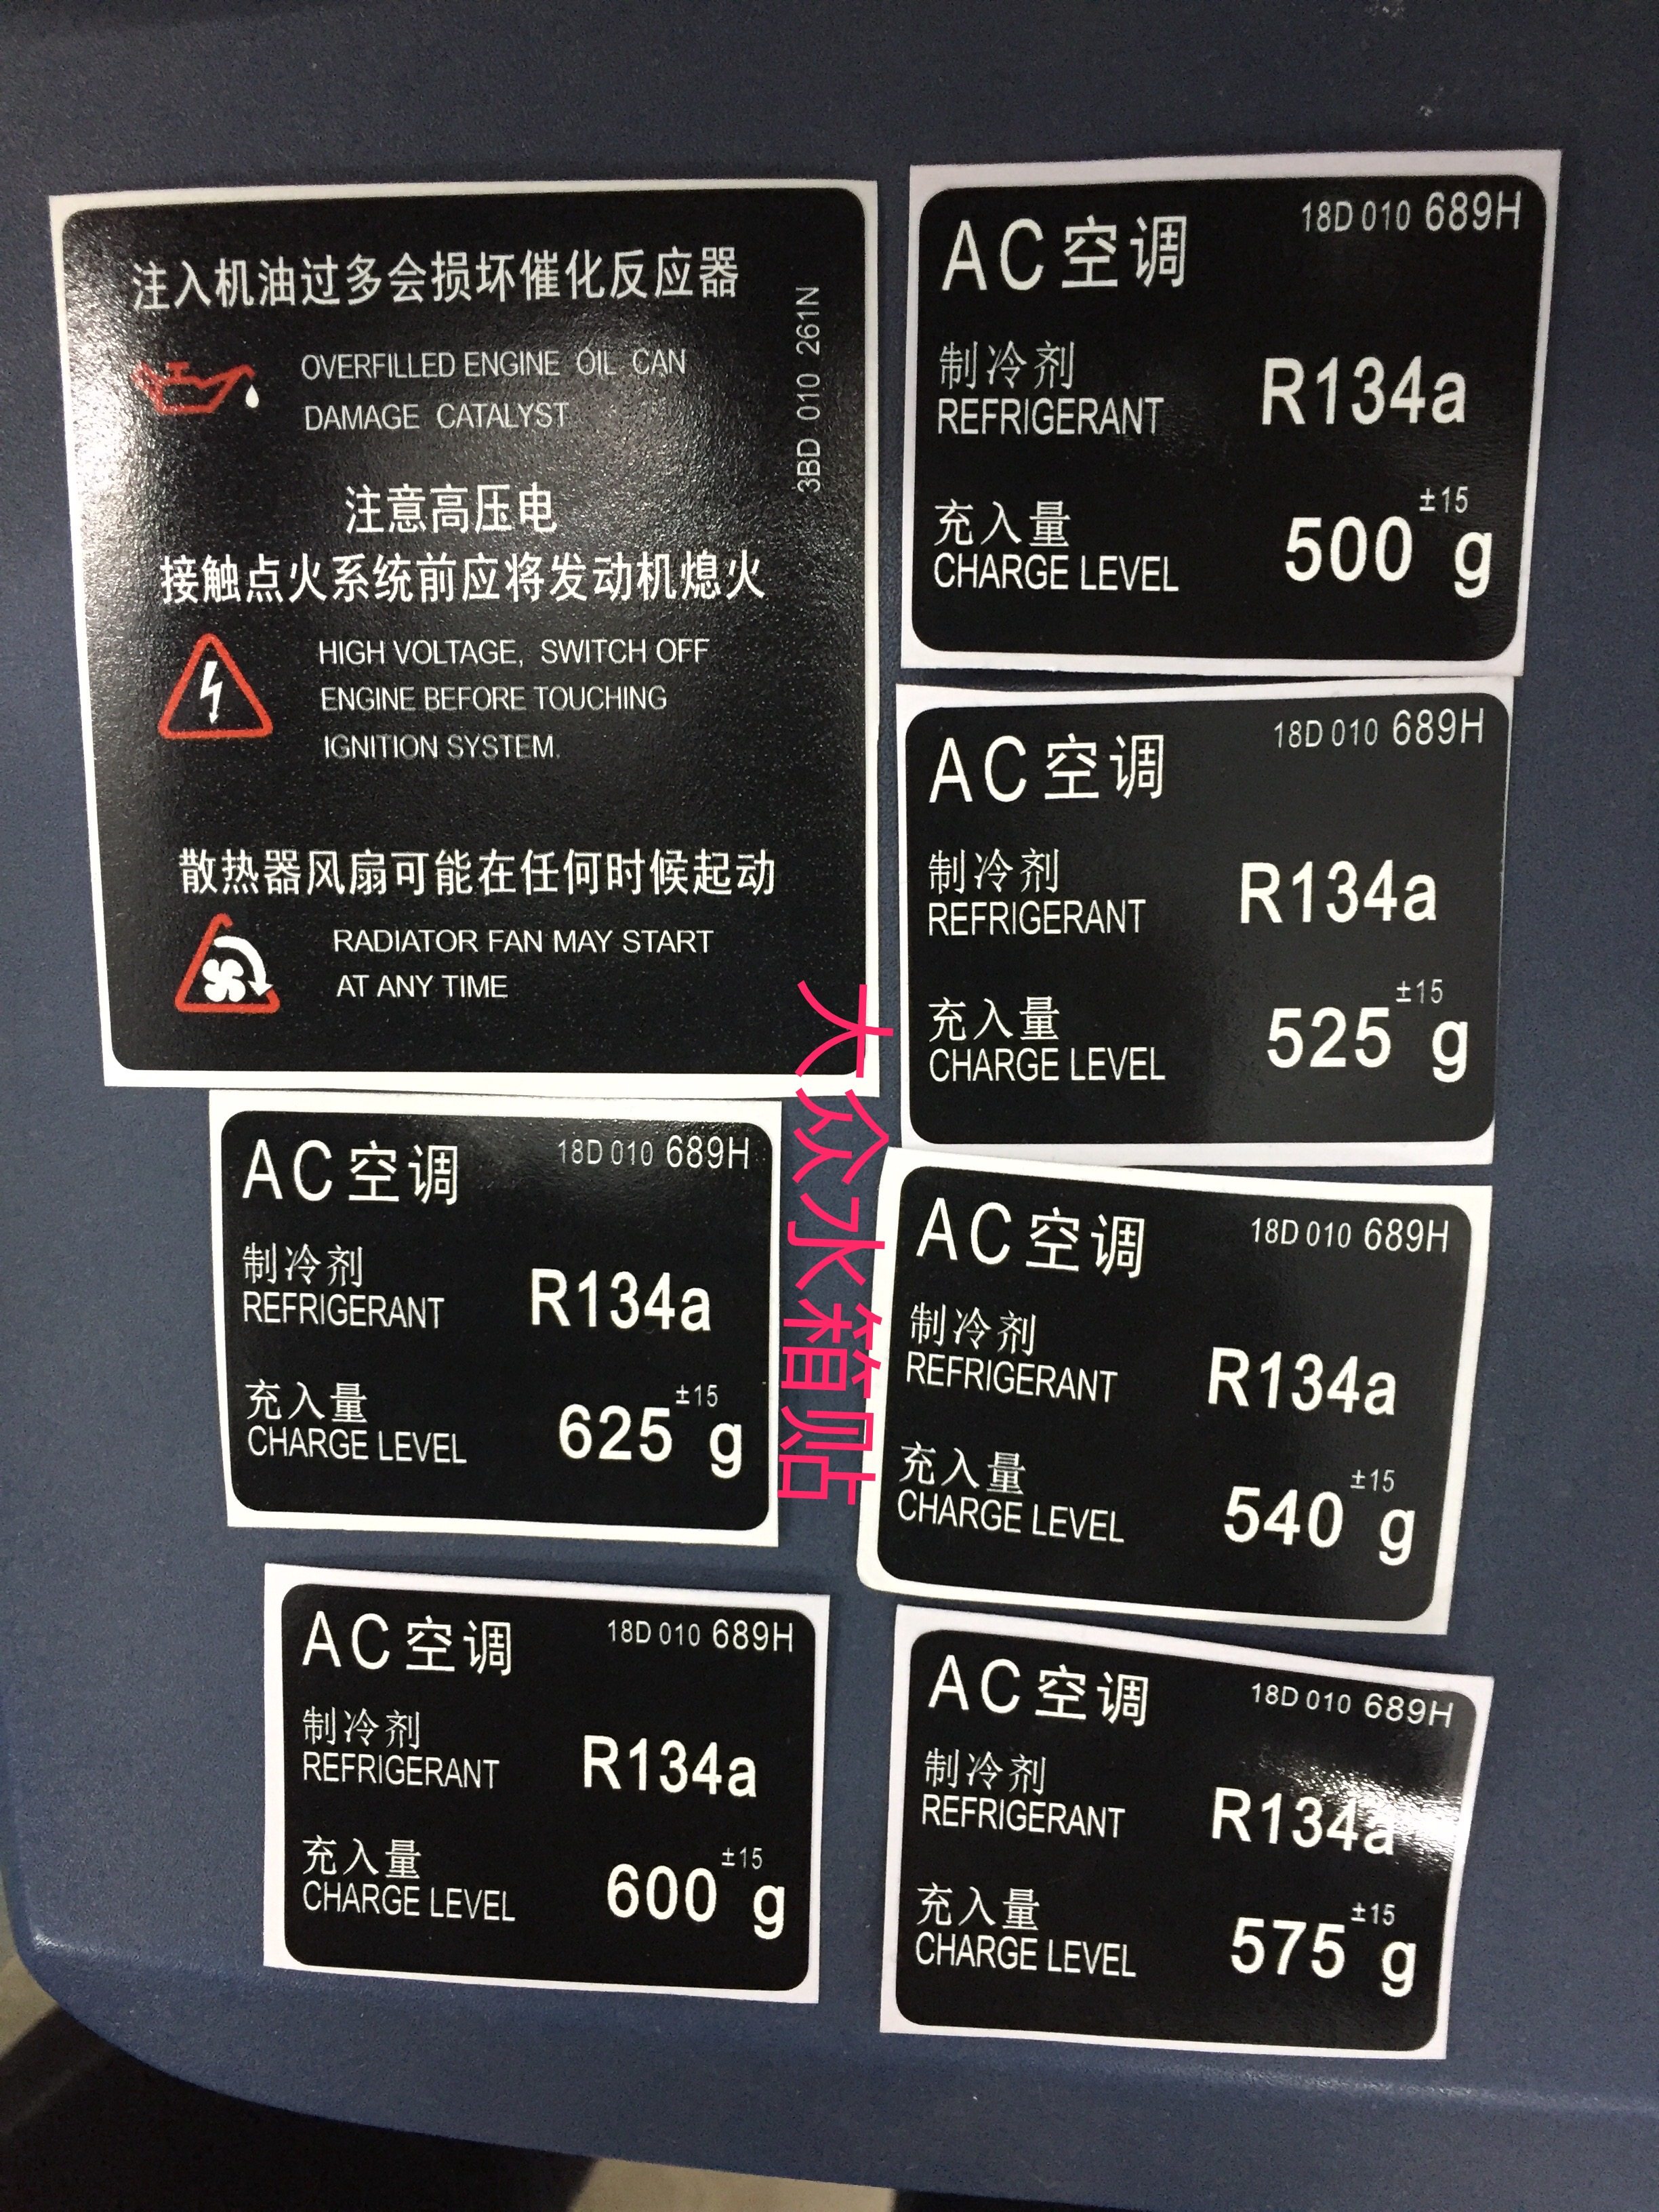 注入机油过多会损坏催化反应器
OVERFILLED ENGINE OIL CAN
DAMAGE CATALYST
注意高压电
接触点火系统前应将发动机熄火
HIGH VOLTAGE, SWITCH OFF
ENGINE BEFORE TOUCHING
IGNITION SYSTEM.
散热器风扇可能在任何时候起动
RADIATOR FAN MAY START
AT ANY TIME
3BD 010 261N
AC空调 18D 010 689H
制冷剂
REFRIGERANT R134a
充入量
CHARGE LEVEL 500 ±15 g
AC空调 18D 010 689H
制冷剂
REFRIGERANT R134a
充入量
CHARGE LEVEL 525 ±15 g
AC空调 18D 010 689H
制冷剂
REFRIGERANT R134a
充入量
CHARGE LEVEL 625 ±15 g
AC空调 18D 010 689H
制冷剂
REFRIGERANT R134a
充入量
CHARGE LEVEL 540 ±15 g
AC空调 18D 010 689H
制冷剂
REFRIGERANT R134a
充入量
CHARGE LEVEL 600 ±15 g
AC空调 18D 010 689H
制冷剂
REFRIGERANT R134a
充入量
CHARGE LEVEL 575 ±15 g
大众水箱贴